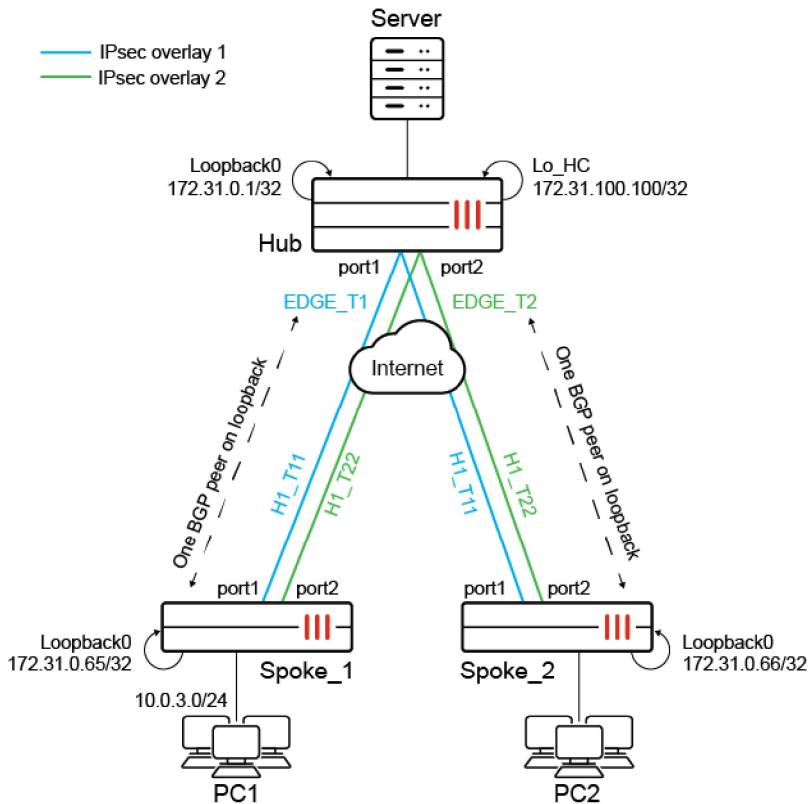 Server
IPsec overlay 1
IPsec overlay 2
Loopback0
172.31.0.1/32
Lo_HC
172.31.100.100/32
Hub
port1
port2
EDGE_T1
EDGE_T2
Internet
One BGP peer on loopback
One BGP peer on loopback
H1_T11
H1_T22
H1_T11
H1_T22
port1
port2
port1
port2
Loopback0
172.31.0.65/32
Spoke_1
Spoke_2
Loopback0
172.31.0.66/32
10.0.3.0/24
PC1
PC2